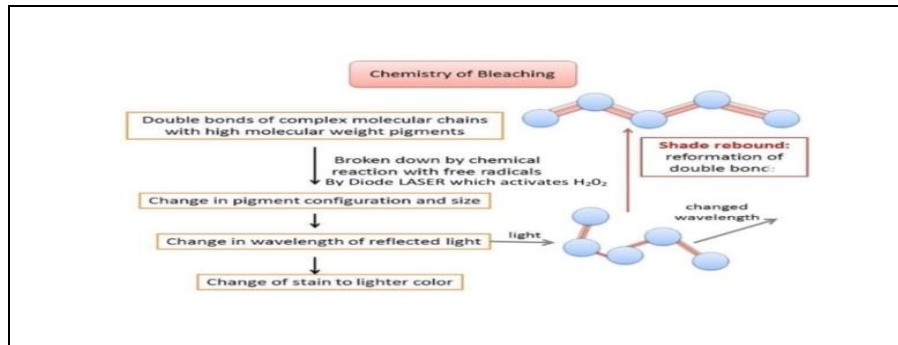 Chemistry of Bleaching
Double bonds of complex molecular chains
with high molecular weight pigments
Broken down by chemical
reaction with free radicals
By Diode LASER which activates H₂O₂
Change in pigment configuration and size
Change in wavelength of reflected light
light
Change of stain to lighter color
Shade rebound:
reformation of
double bond:
changed
wavelength